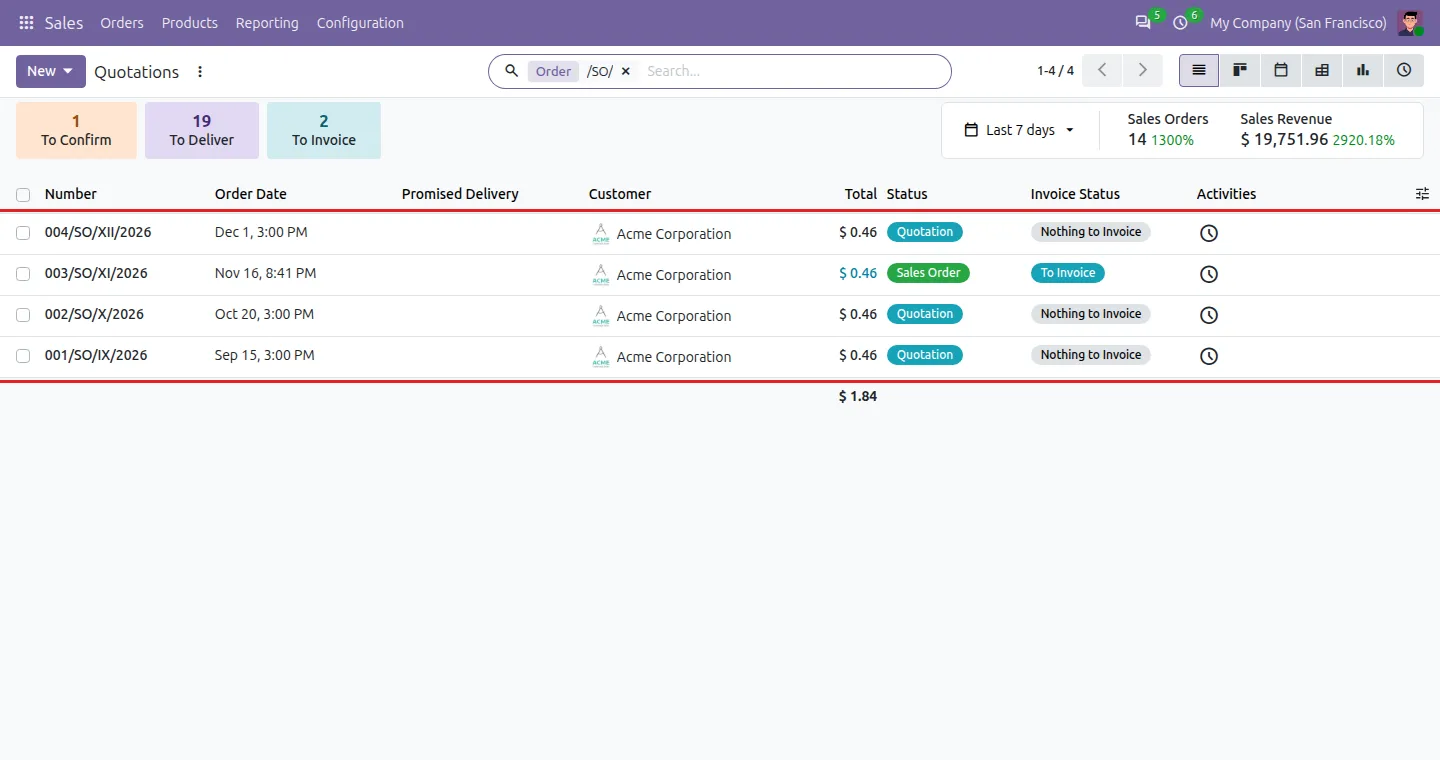 Sales Orders Products Reporting Configuration 5 6 My Company (San Francisco)
New Quotations Order /SO/ × Search... 1-4 / 4
1 19 2
To Confirm To Deliver To Invoice
Last 7 days
Sales Orders Sales Revenue
14 1300% $ 19,751.96 2920.18%
Number Order Date Promised Delivery Customer Total Status Invoice Status Activities
004/SO/XII/2026 Dec 1, 3:00 PM ACME Acme Corporation $ 0.46 Quotation Nothing to Invoice
003/SO/XI/2026 Nov 16, 8:41 PM ACME Acme Corporation $ 0.46 Sales Order To Invoice
002/SO/X/2026 Oct 20, 3:00 PM ACME Acme Corporation $ 0.46 Quotation Nothing to Invoice
001/SO/IX/2026 Sep 15, 3:00 PM ACME Acme Corporation $ 0.46 Quotation Nothing to Invoice
$ 1.84